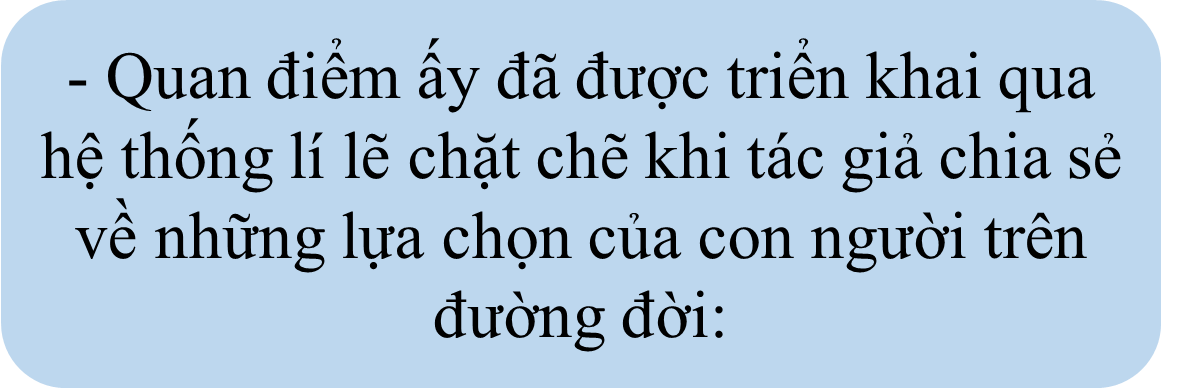 - Quan điểm ấy đã được triển khai qua
hệ thống lí lẽ chặt chẽ khi tác giả chia sẻ
về những lựa chọn của con người trên
đường đời: